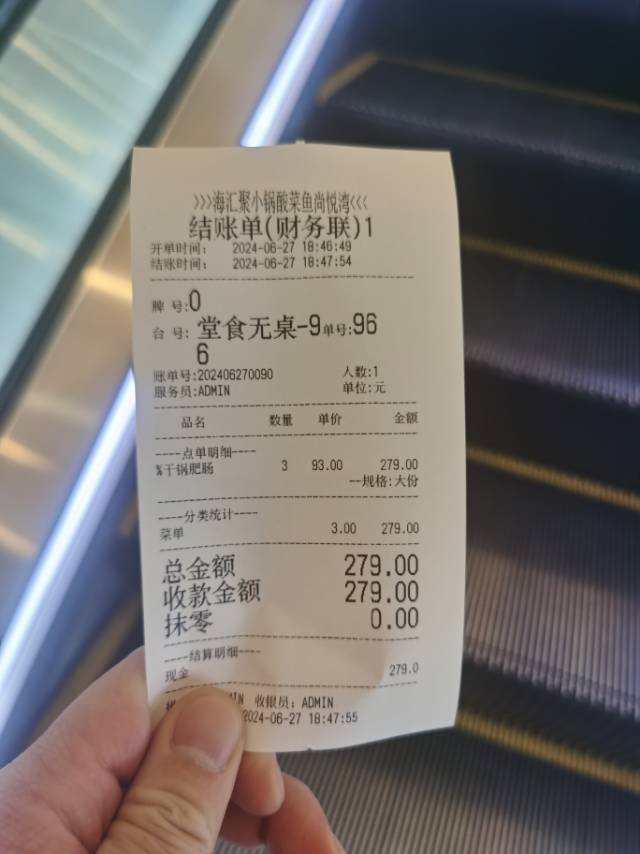 >>>海汇聚小锅酸菜鱼尚悦湾<<<
结账单(财务联)1
开单时间: 2024-06-27 18:46:49
结账时间: 2024-06-27 18:47:54
牌 号:0
台 号: 堂食无桌-9单号:96
6
账单号:202406270090 人数:1
服务员:ADMIN 单位:元
品名 数量 单价 金额
----点单明细----
%干锅肥肠 3 93.00 279.00
--规格:大份
----分类统计----
菜单 3.00 279.00
总金额 279.00
收款金额 279.00
抹零 0.00
----结算明细----
现金 279.0
收银员: ADMIN
2024-06-27 18:47:55